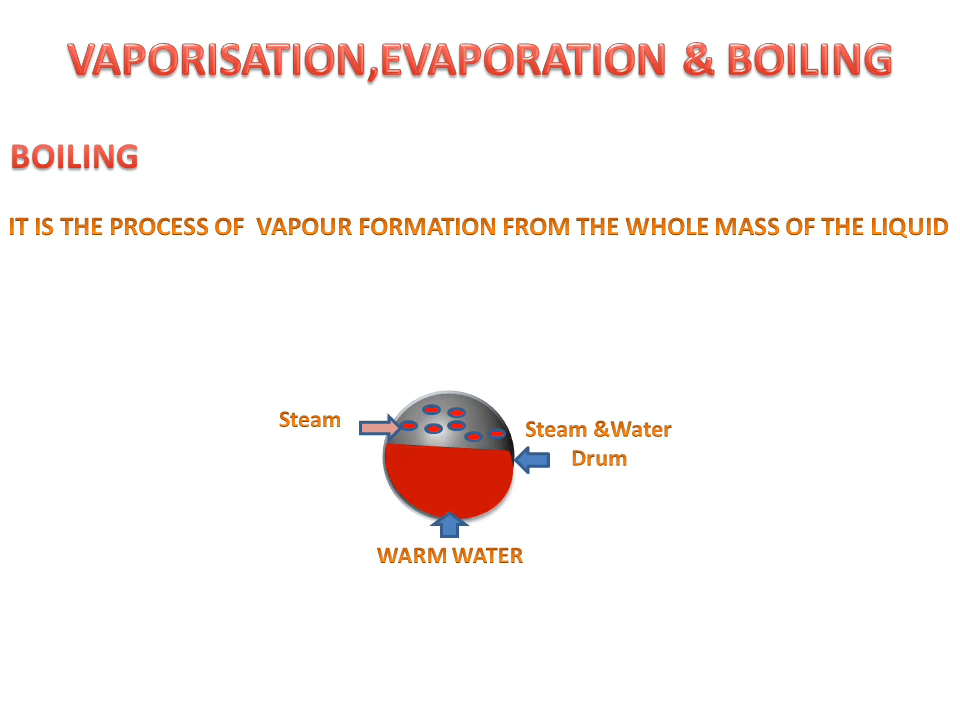 VAPORISATION,EVAPORATION & BOILING
BOILING
IT IS THE PROCESS OF  VAPOUR FORMATION FROM THE WHOLE MASS OF THE LIQUID
Steam
Steam &Water
Drum
WARM WATER